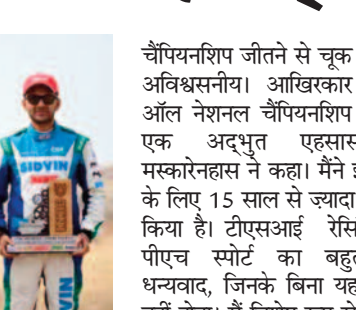 चैंपियनशिप जीतने से चूक
अविश्वसनीय। आखिरकार
ऑल नेशनल चैंपियनशिप
एक अद्भुत एहसास
मस्कारेनहास ने कहा। मैंने
के लिए 15 साल से ज़्यादा
किया है। टीएसआई रेसि
पीएच स्पोर्ट का बहुत
धन्यवाद, जिनके बिना यह
SIDVIN